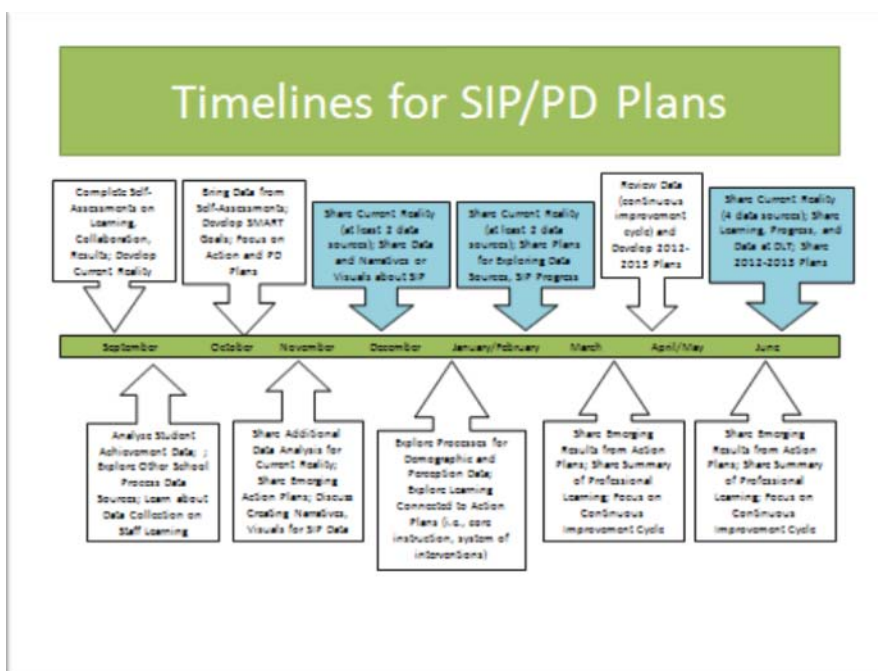 Timelines for SIP/PD Plans
Complete Self-
Assessments on
Learning,
Collaboration,
Results; Develop
Current Reality
Bring Data from
Self-Assessments;
Develop SMART
Goals; Focus on
Action and PD
Plans
Share Current Reality
(at least 2 data
sources); Share Data
and Narratives or
Visuals about SIP
Share Current Reality
(at least 2 data
sources); Share Plans
for Exploring Data
Sources, SIP Progress
Review Data
(continuous
improvement
cycle) and
Develop 2012-
2013 Plans
Share Current Reality
(4 data sources); Share
Learning, Progress, and
Data at DLT; Share
2012-2013 Plans
September October November December January/February March April/May June
Analyse Student
Achievement Data; ;
Explore Other School
Process Data
Sources; Learn about
Data Collection on
Staff Learning
Share Additional
Data Analysis for
Current Reality;
Share Emerging
Action Plans; Discuss
Creating Narratives,
Visuals for SIP Data
Explore Processes for
Demographic and
Perception Data;
Explore Learning
Connected to Action
Plans (i.e., core
instruction, system of
interventions)
Share Emerging
Results from Action
Plans; Share Summary
of Professional
Learning; Focus on
Continuous
Improvement Cycle
Share Emerging
Results from Action
Plans; Share Summary
of Professional
Learning; Focus on
Continuous
Improvement Cycle